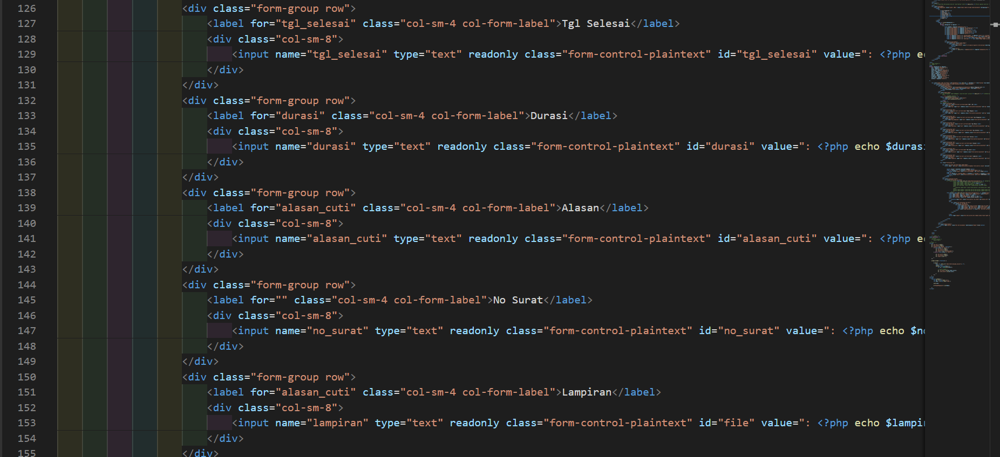 126 <div class="form-group row">
127 <label for="tgl_selesai" class="col-sm-4 col-form-label">Tgl Selesai</label>
128 <div class="col-sm-8">
129 <input name="tgl_selesai" type="text" readonly class="form-control-plaintext" id="tgl_selesai" value=": <?php ec
130 </div>
131 </div>
132 <div class="form-group row">
133 <label for="durasi" class="col-sm-4 col-form-label">Durasi</label>
134 <div class="col-sm-8">
135 <input name="durasi" type="text" readonly class="form-control-plaintext" id="durasi" value=": <?php echo $duras
136 </div>
137 </div>
138 <div class="form-group row">
139 <label for="alasan_cuti" class="col-sm-4 col-form-label">Alasan</label>
140 <div class="col-sm-8">
141 <input name="alasan_cuti" type="text" readonly class="form-control-plaintext" id="alasan_cuti" value=": <?php ec
142 </div>
143 </div>
144 <div class="form-group row">
145 <label for="" class="col-sm-4 col-form-label">No Surat</label>
146 <div class="col-sm-8">
147 <input name="no_surat" type="text" readonly class="form-control-plaintext" id="no_surat" value=": <?php echo $no
148 </div>
149 </div>
150 <div class="form-group row">
151 <label for="alasan_cuti" class="col-sm-4 col-form-label">Lampiran</label>
152 <div class="col-sm-8">
153 <input name="lampiran" type="text" readonly class="form-control-plaintext" id="file" value=": <?php echo $lampi
154 </div>
155 </div>